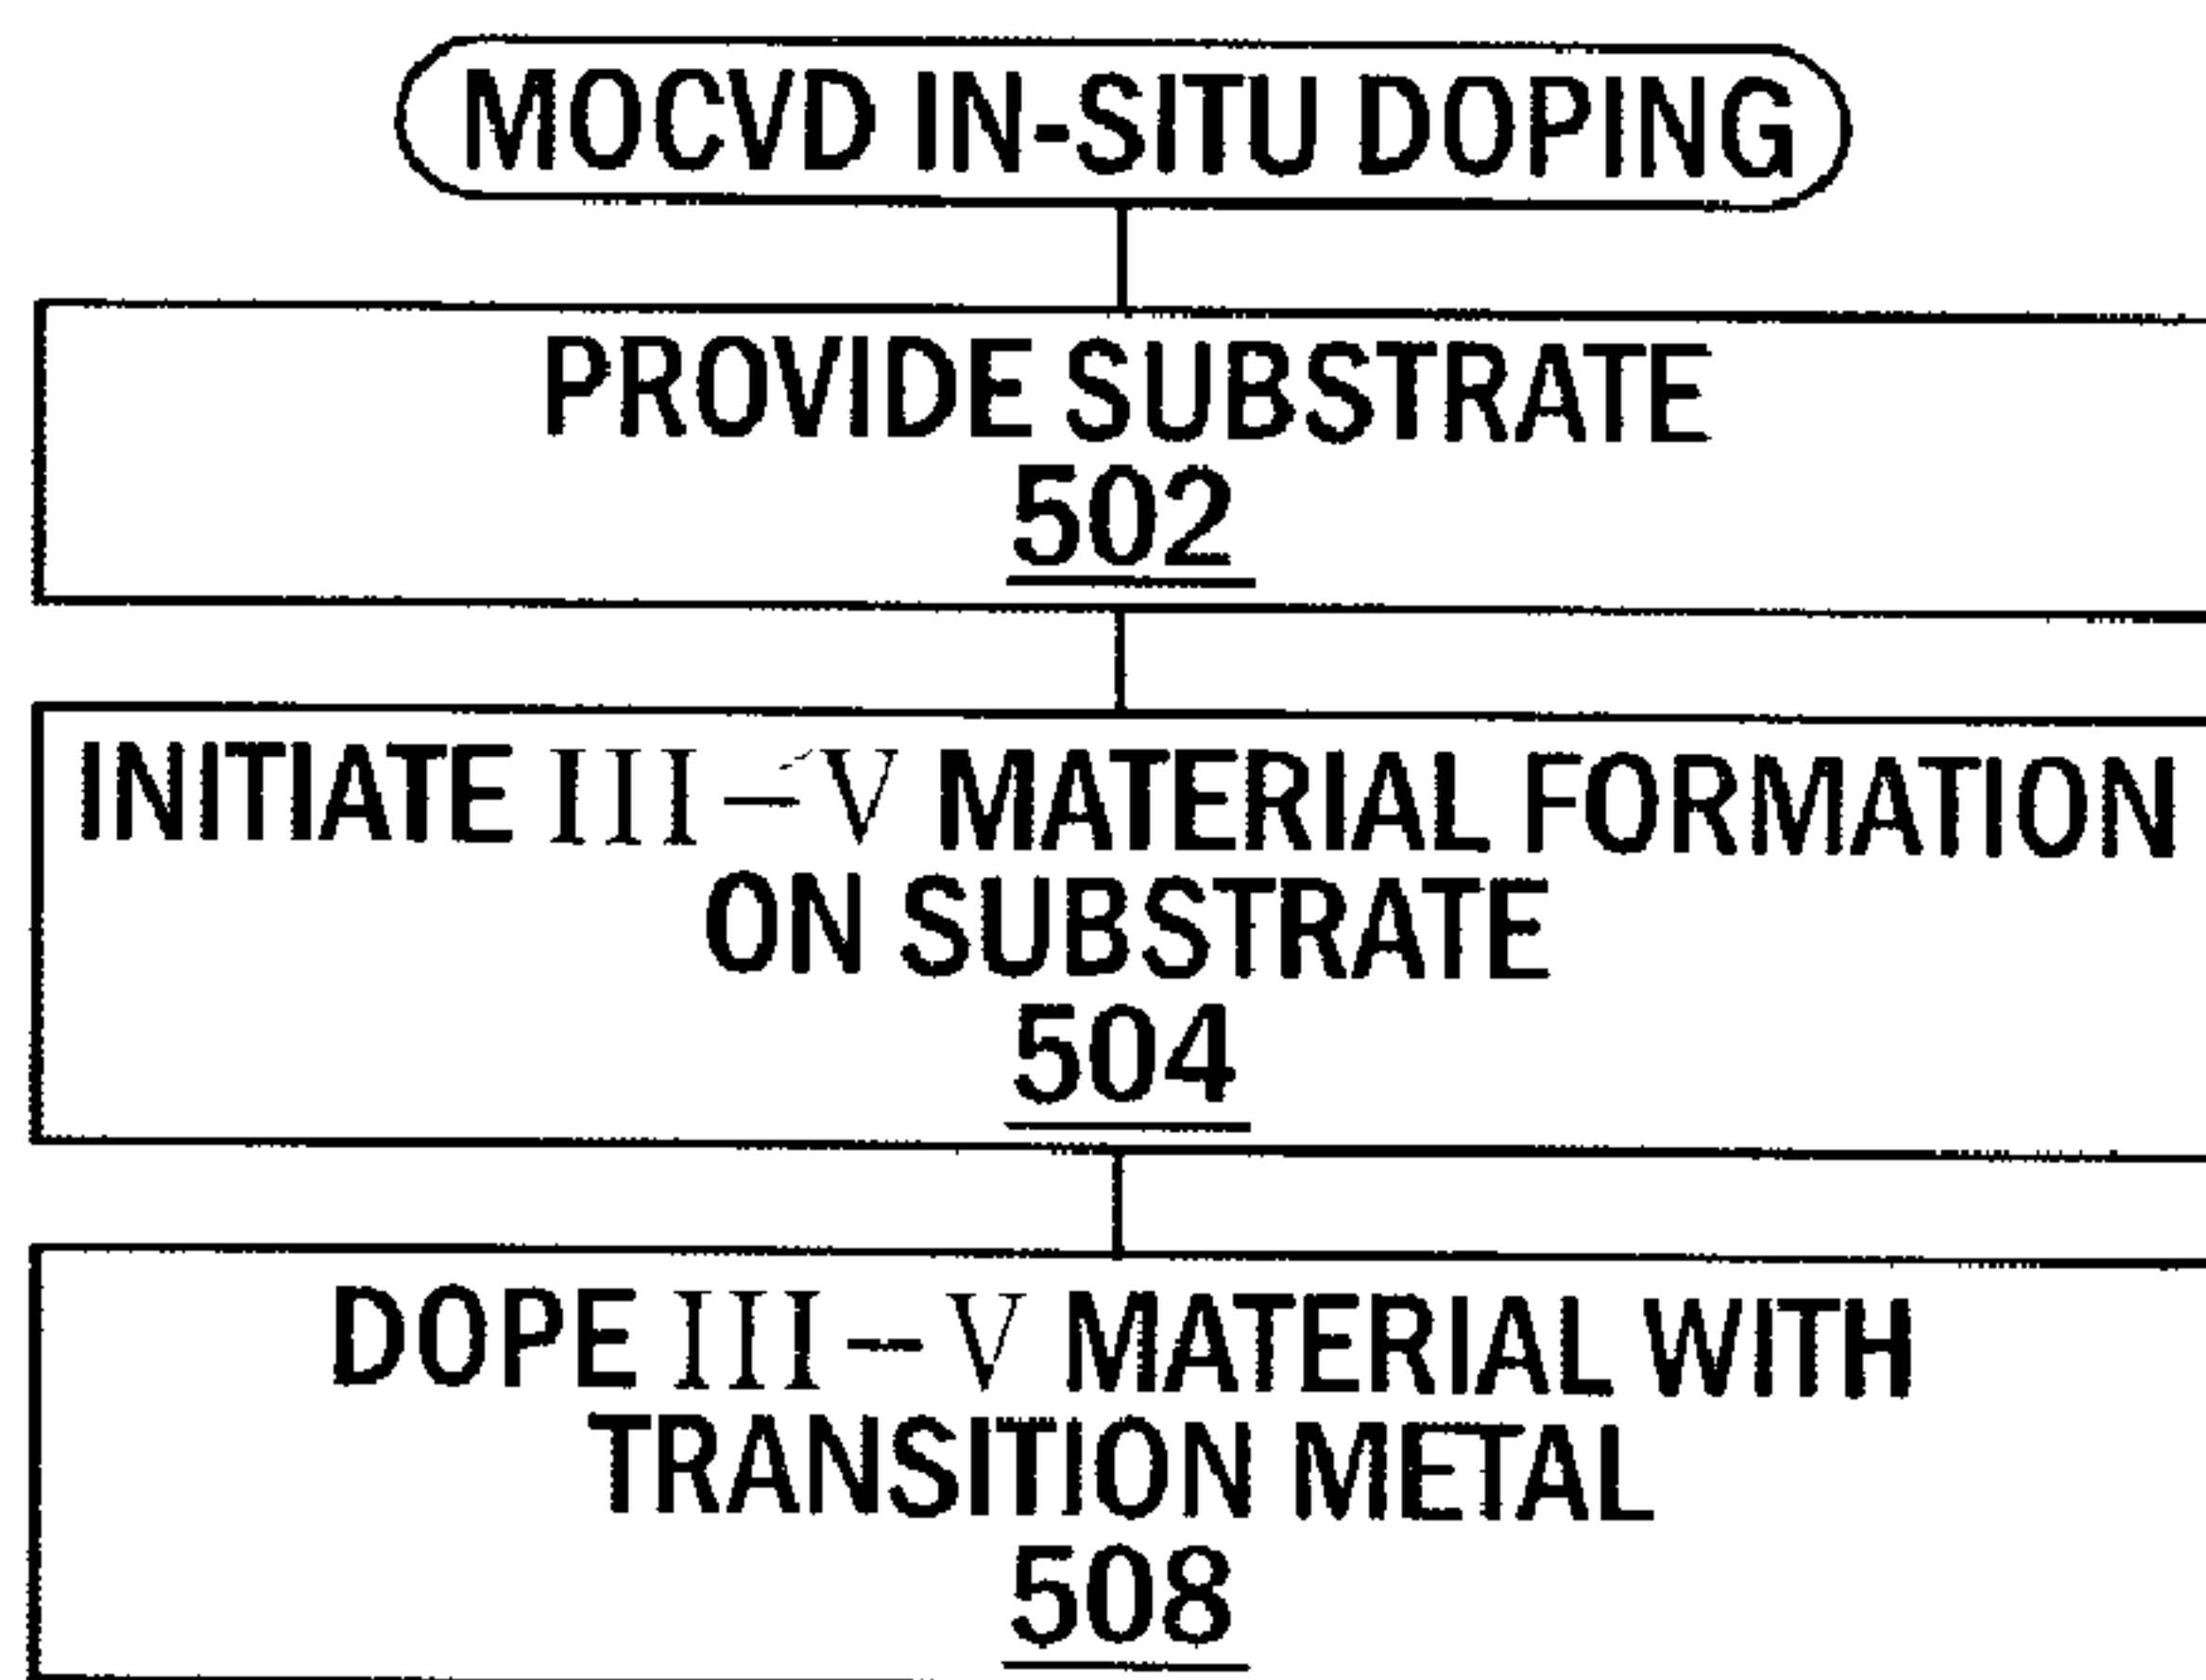 MOCVD IN-SITU DOPING
PROVIDE SUBSTRATE
502
INITIATE III-V MATERIAL FORMATION
ON SUBSTRATE
504
DOPE III-V MATERIAL WITH
TRANSITION METAL
508